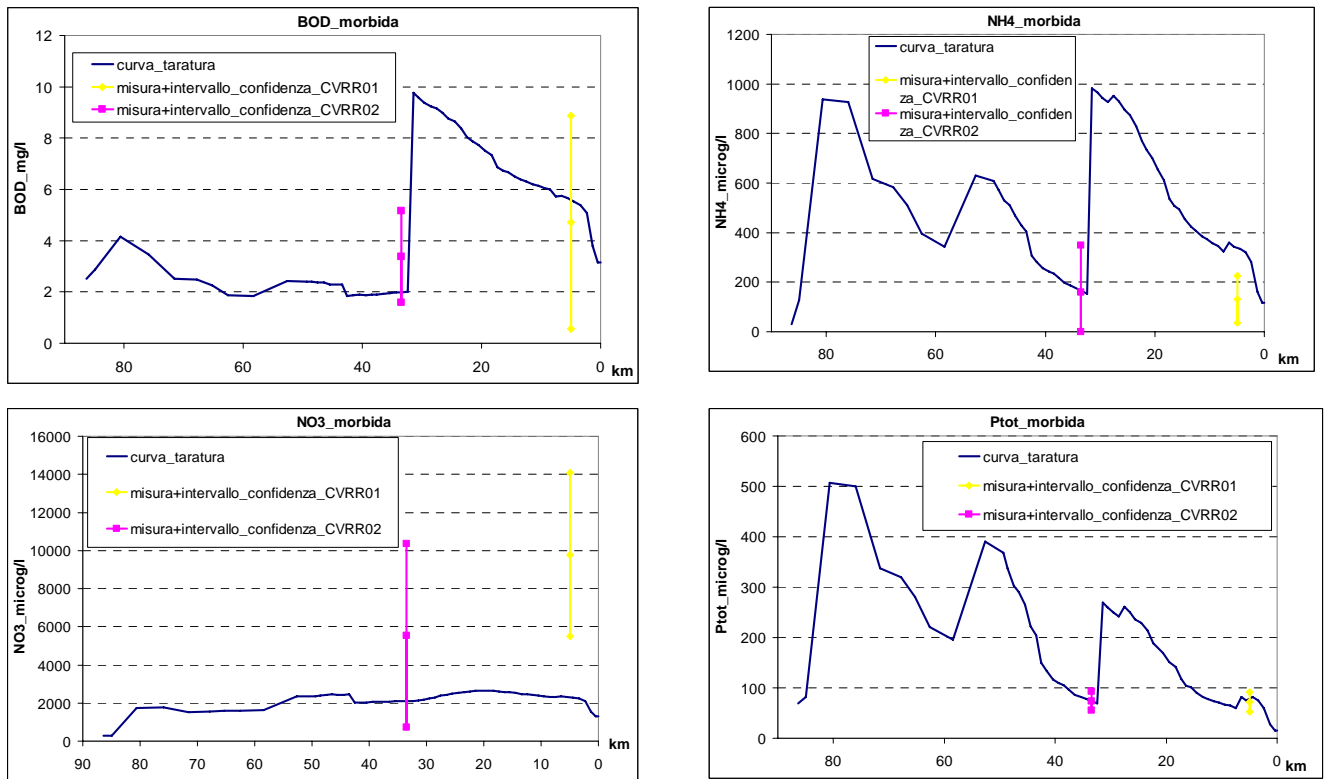 BOD_morbida
12
10
8
6
4
2
0
BOD_mg/l
curva_taratura
misura+intervallo_confidenza_CVRR01
misura+intervallo_confidenza_CVRR02
80 60 40 20 0 km
NH4_morbida
1200
1000
800
600
400
200
0
NH4_microg/l
curva_taratura
misura+intervallo_confiden
za_CVRR01
misura+intervallo_confiden
za_CVRR02
80 60 40 20 0 km
NO3_morbida
16000
14000
12000
10000
8000
6000
4000
2000
0
NO3_microg/l
curva_taratura
misura+intervallo_confidenza_CVRR01
misura+intervallo_confidenza_CVRR02
90 80 70 60 50 40 30 20 10 0 km
Ptot_morbida
600
500
400
300
200
100
0
Ptot_microg/l
curva_taratura
misura+intervallo_confidenza_CVRR01
misura+intervallo_confidenza_CVRR02
80 60 40 20 0 km